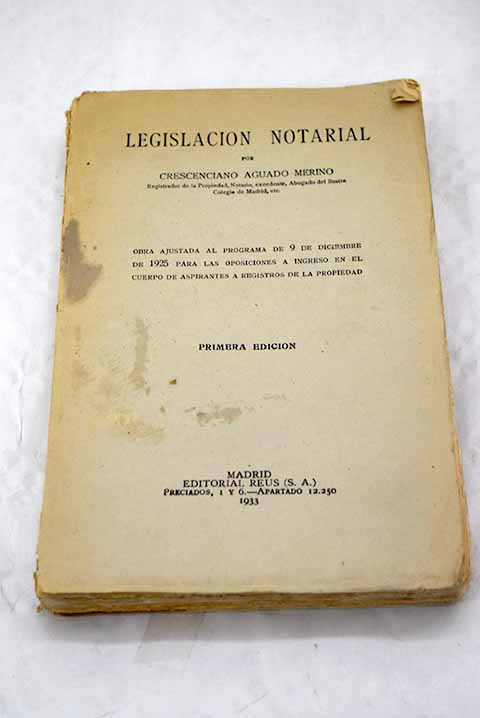 LEGISLACION NOTARIAL
POR
CRESCENCIANO AGUADO MERINO
Registrador de la Propiedad, Notario, excedente, Abogado del Ilustre
Colegio de Madrid, etc.
OBRA AJUSTADA AL PROGRAMA DE 9 DE DICIEMBRE
DE 1925 PARA LAS OPOSICIONES A INGRESO EN EL
CUERPO DE ASPIRANTES A REGISTROS DE LA PROPIEDAD
PRIMERA EDICION
MADRID
EDITORIAL REUS (S. A.)
PRECIADOS, 1 Y 6.—APARTADO 12.250
1933